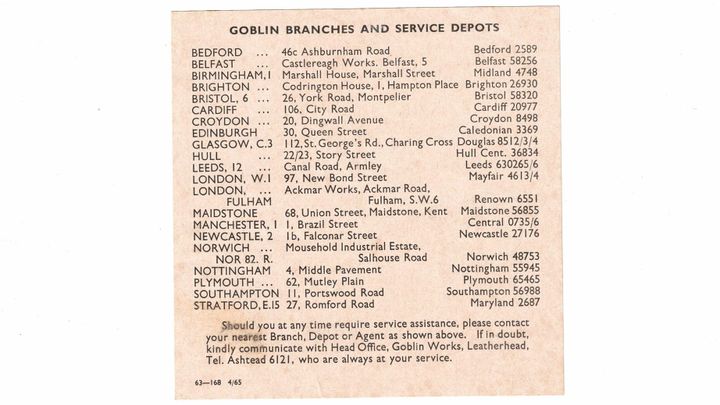 GOBLIN BRANCHES AND SERVICE DEPOTS
BEDFORD ... 46c Ashburnham Road Bedford 2589
BELFAST ... Castlereagh Works. Belfast, 5 Belfast 58256
BIRMINGHAM,1 Marshall House, Marshall Street Midland 4748
BRIGHTON ... Codrington House, 1, Hampton Place Brighton 26930
BRISTOL, 6 ... 26, York Road, Montpelier Bristol 58320
CARDIFF ... 106, City Road Cardiff 20977
CROYDON ... 20, Dingwall Avenue Croydon 8498
EDINBURGH 30, Queen Street Caledonian 3369
GLASGOW, C.3 112,St. George's Rd., Charing Cross Douglas 8512/3/4
HULL ... 22/23, Story Street Hull Cent. 36834
LEEDS, 12 ... Canal Road, Armley Leeds 630265/6
LONDON, W.1 97, New Bond Street Mayfair 4613/4
LONDON, ... Ackmar Works, Ackmar Road,
FULHAM Fulham, S.W.6 Renown 6551
MAIDSTONE 68, Union Street, Maidstone, Kent Maidstone 56855
MANCHESTER, 1 1, Brazil Street Central 0735/6
NEWCASTLE, 2 1b, Falconar Street Newcastle 27176
NORWICH ... Mousehold Industrial Estate,
NOR 82. R. Salhouse Road Norwich 48753
NOTTINGHAM 4, Middle Pavement Nottingham 55945
PLYMOUTH ... 62, Mutley Plain Plymouth 65465
SOUTHAMPTON 11, Portswood Road Southampton 56988
STRATFORD, E.15 27, Romford Road Maryland 2687
Should you at any time require service assistance, please contact
your nearest Branch, Depot or Agent as shown above. If in doubt,
kindly communicate with Head Office, Goblin Works, Leatherhead,
Tel. Ashtead 6121, who are always at your service.
63—168 4/65